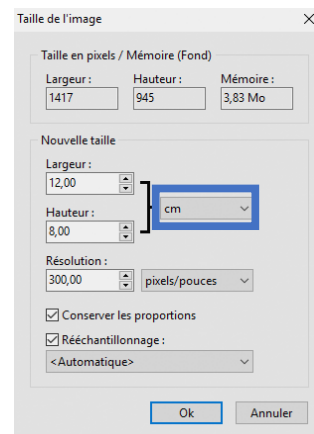 Taille de l'image
Taille en pixels / Mémoire (Fond)
Largeur : Hauteur : Mémoire :
1417 945 3,83 Mo
Nouvelle taille
Largeur :
12,00
cm
Hauteur :
8,00
Résolution :
300,00 pixels/pouces
Conserver les proportions
Rééchantillonnage :
<Automatique>
Ok Annuler